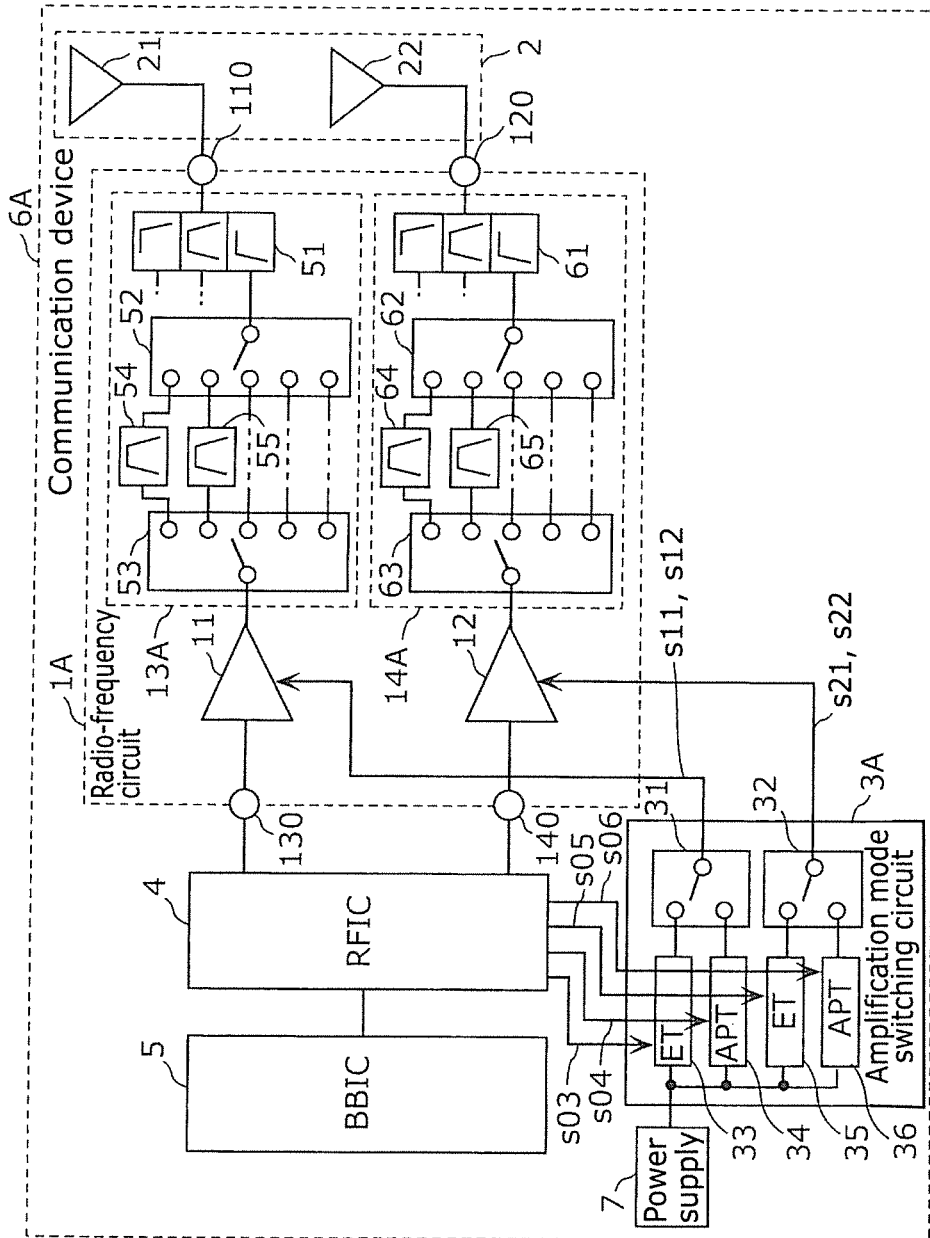 6A
Communication device
1A
Radio-frequency
circuit
21
22
2
110
120
51
52
53
54
55
13A
11
61
62
63
64
65
14A
12
130
140
s11, s12
s21, s22
4
RFIC
5
BBIC
s03
s04
s05
s06
31
32
3A
ET
APT
ET
APT
Amplification mode
switching circuit
33
34
35
36
7
Power
supply